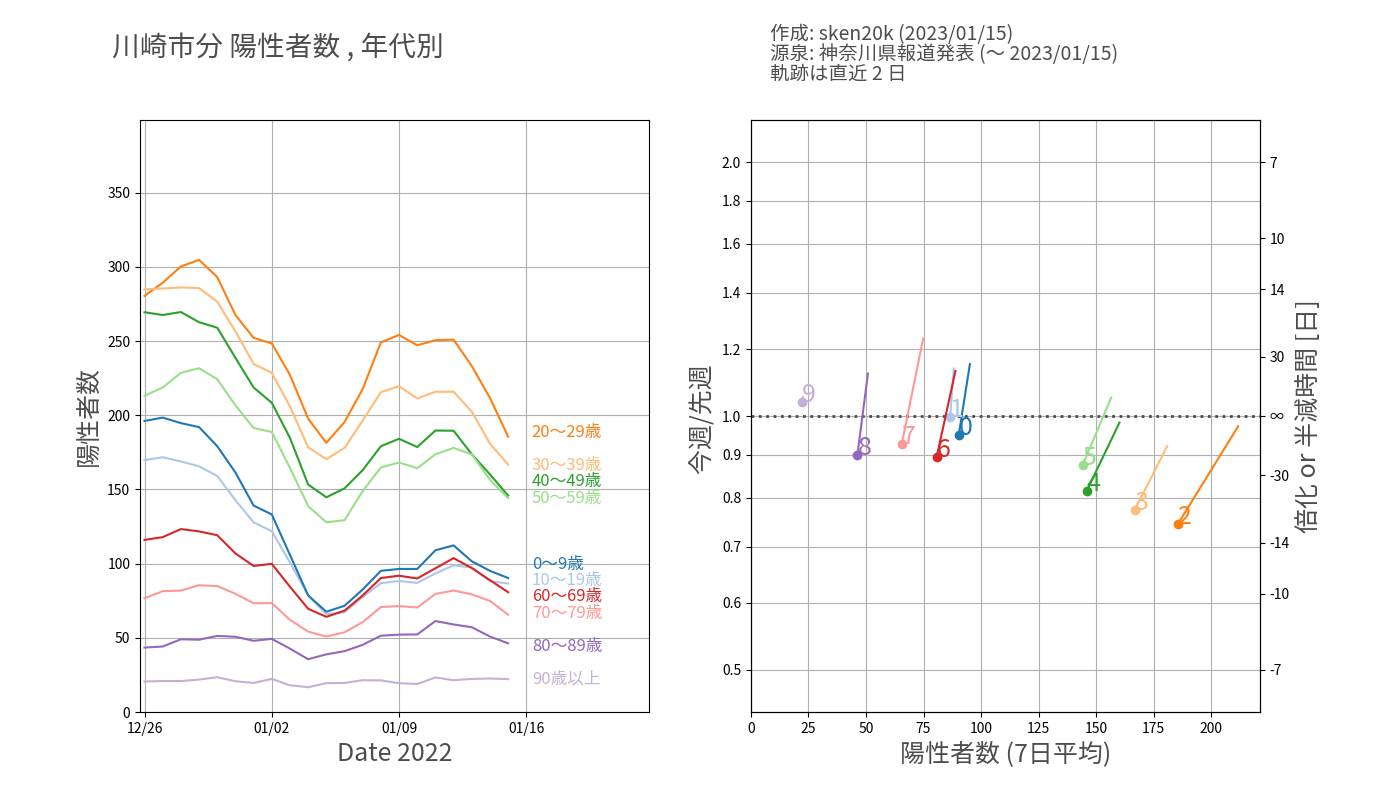 川崎市分 陽性者数 , 年代別
作成: sken20k (2023/01/15)
源泉: 神奈川県報道発表 (〜 2023/01/15)
軌跡は直近 2 日
陽性者数
350
300
250
200
150
100
50
0
12/26
01/02
01/09
01/16
Date 2022
20〜29歳
30〜39歳
40〜49歳
50〜59歳
0〜9歳
10〜19歳
60〜69歳
70〜79歳
80〜89歳
90歳以上
今週/先週
2.0
1.8
1.6
1.4
1.2
1.0
0.9
0.8
0.7
0.6
0.5
9
8
7
6
1
0
5
4
3
2
0
25
50
75
100
125
150
175
200
陽性者数 (7日平均)
7
10
14
30
∞
-30
-14
-10
-7
倍化 or 半減時間 [日]